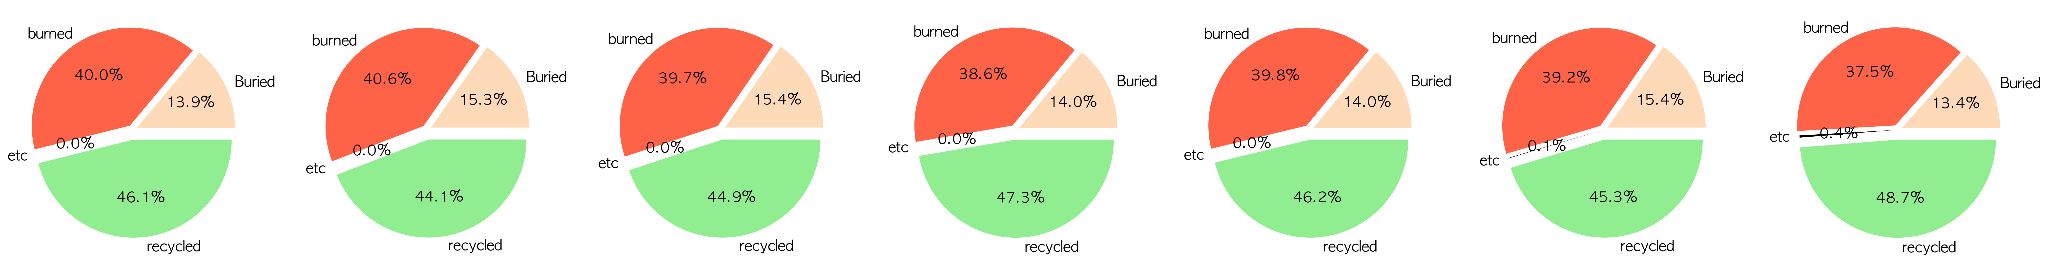 burned
40.0%
Buried
13.9%
0.0%
etc
46.1%
recycled
burned
40.6%
Buried
15.3%
0.0%
etc
44.1%
recycled
burned
39.7%
Buried
15.4%
0.0%
etc
44.9%
recycled
burned
38.6%
Buried
14.0%
0.0%
etc
47.3%
recycled
burned
39.8%
Buried
14.0%
0.0%
etc
46.2%
recycled
burned
39.2%
Buried
15.4%
0.1%
etc
45.3%
recycled
burned
37.5%
Buried
13.4%
0.4%
etc
48.7%
recycled